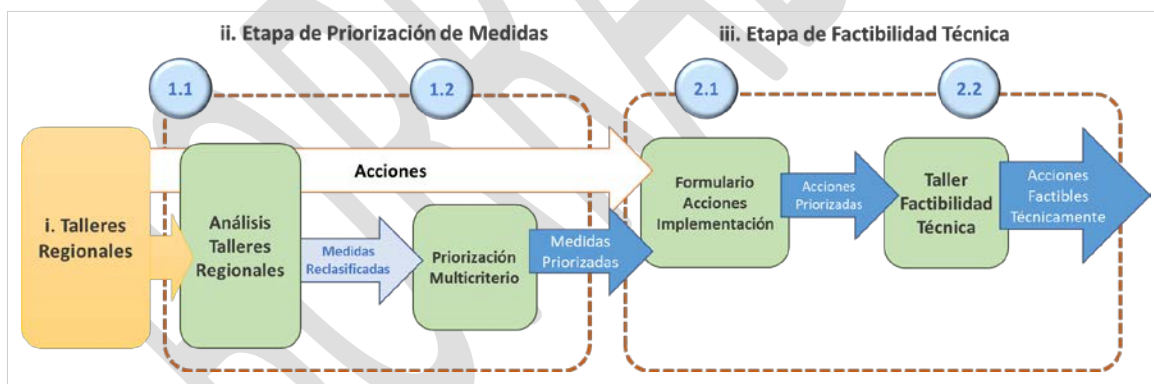 ii. Etapa de Priorización de Medidas
iii. Etapa de Factibilidad Técnica
1.1
1.2
2.1
2.2
i. Talleres
Regionales
Acciones
Análisis
Talleres
Regionales
Medidas
Reclasificadas
Priorización
Multicriterio
Medidas
Priorizadas
Formulario
Acciones
Implementación
Acciones
Priorizadas
Taller
Factibilidad
Técnica
Acciones
Factibles
Técnicamente